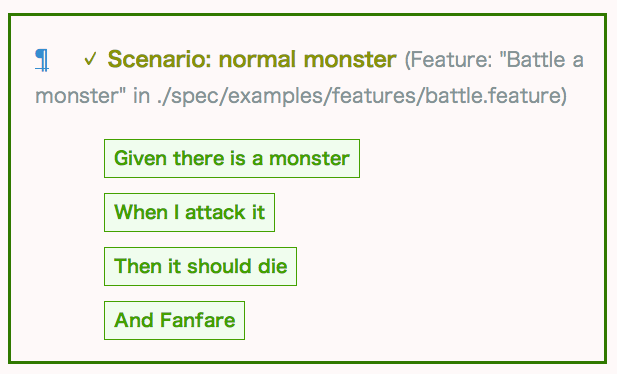 ¶ ✓ Scenario: normal monster (Feature: "Battle a
monster" in ./spec/examples/features/battle.feature)
Given there is a monster
When I attack it
Then it should die
And Fanfare